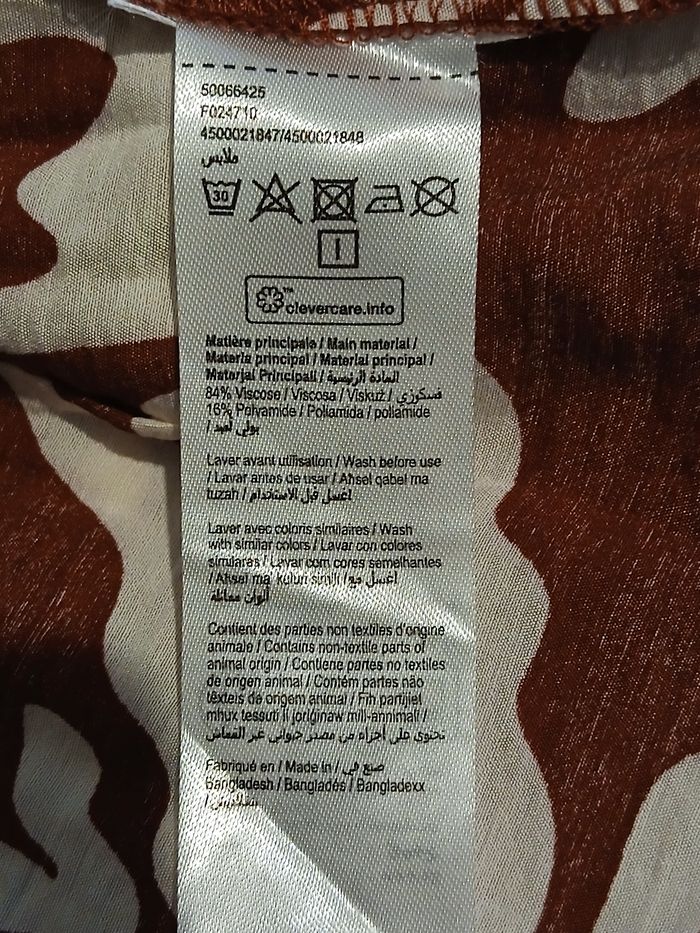 50066425
F024710
4500021847/4500021848
ملابس
30
clevercare.info
Matière principale / Main material /
Materia principal / Material principal /
Materjal Prinċipali / المادة الرئيسية
84% Viscose / Viscosa / Viskuż / فسكوزي
16% Polyamide / Poliamida / poliamide
/ بولي أميد
Laver avant utilisation / Wash before use
/ Lavar antes de usar / Aħsel qabel ma
tużah / اغسل قبل الاستخدام
Laver avec coloris similaires / Wash
with similar colors / Lavar con colores
similares / Lavar com cores semelhantes
/ Aħsel ma' kuluri simili / اغسل مع
ألوان مماثلة
Contient des parties non textiles d'origine
animale / Contains non-textile parts of
animal origin / Contiene partes no textiles
de origen animal / Contém partes não
têxteis de origem animal / Fih partijiet
mhux tessuti li joriġinaw mill-annimali /
تحتوي على أجزاء من مصدر حيواني غير القماش
Fabriqué en / Made in / صنع في
Bangladesh / Bangladés / Bangladexx
/ بنغلاديش